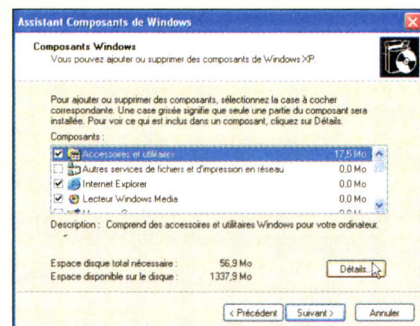 Assistant Composants de Windows
Composants Windows
Vous pouvez ajouter ou supprimer des composants de Windows XP.
Pour ajouter ou supprimer des composants, sélectionnez la case à cocher
correspondante. Une case grisée signifie que seule une partie du composant sera
installée. Pour voir ce qui est inclus dans un composant, cliquez sur Détails.
Composants :
Accessoires et utilitaires 17,5 Mo
Autres services de fichiers et d'impression en réseau 0,0 Mo
Internet Explorer 0,0 Mo
Lecteur Windows Media 0,0 Mo
Description : Comprend des accessoires et utilitaires Windows pour votre ordinateur.
Espace disque total nécessaire : 56,9 Mo
Espace disponible sur le disque : 1337,9 Mo
Détails...
< Précédent Suivant > Annuler